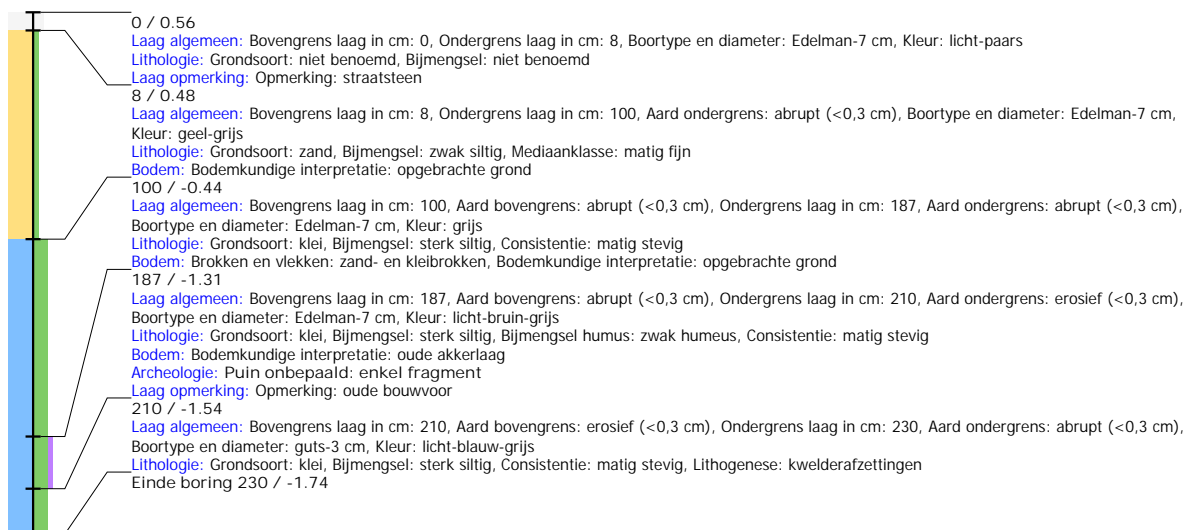 0 / 0.56
Laag algemeen: Bovengrens laag in cm: 0, Ondergrens laag in cm: 8, Boortype en diameter: Edelman-7 cm, Kleur: licht-paars
Lithologie: Grondsoort: niet benoemd, Bijmengsel: niet benoemd
Laag opmerking: Opmerking: straatsteen
8 / 0.48
Laag algemeen: Bovengrens laag in cm: 8, Ondergrens laag in cm: 100, Aard ondergrens: abrupt (<0,3 cm), Boortype en diameter: Edelman-7 cm,
Kleur: geel-grijs
Lithologie: Grondsoort: zand, Bijmengsel: zwak siltig, Mediaanklasse: matig fijn
Bodem: Bodemkundige interpretatie: opgebrachte grond
100 / -0.44
Laag algemeen: Bovengrens laag in cm: 100, Aard bovengrens: abrupt (<0,3 cm), Ondergrens laag in cm: 187, Aard ondergrens: abrupt (<0,3 cm),
Boortype en diameter: Edelman-7 cm, Kleur: grijs
Lithologie: Grondsoort: klei, Bijmengsel: sterk siltig, Consistentie: matig stevig
Bodem: Brokken en vlekken: zand- en kleibrokken, Bodemkundige interpretatie: opgebrachte grond
187 / -1.31
Laag algemeen: Bovengrens laag in cm: 187, Aard bovengrens: abrupt (<0,3 cm), Ondergrens laag in cm: 210, Aard ondergrens: erosief (<0,3 cm),
Boortype en diameter: Edelman-7 cm, Kleur: licht-bruin-grijs
Lithologie: Grondsoort: klei, Bijmengsel: sterk siltig, Bijmengsel humus: zwak humeus, Consistentie: matig stevig
Bodem: Bodemkundige interpretatie: oude akkerlaag
Archeologie: Puin onbepaald: enkel fragment
Laag opmerking: Opmerking: oude bouwvoor
210 / -1.54
Laag algemeen: Bovengrens laag in cm: 210, Aard bovengrens: erosief (<0,3 cm), Ondergrens laag in cm: 230, Aard ondergrens: abrupt (<0,3 cm),
Boortype en diameter: guts-3 cm, Kleur: licht-blauw-grijs
Lithologie: Grondsoort: klei, Bijmengsel: sterk siltig, Consistentie: matig stevig, Lithogenese: kwelderafzettingen
Einde boring 230 / -1.74